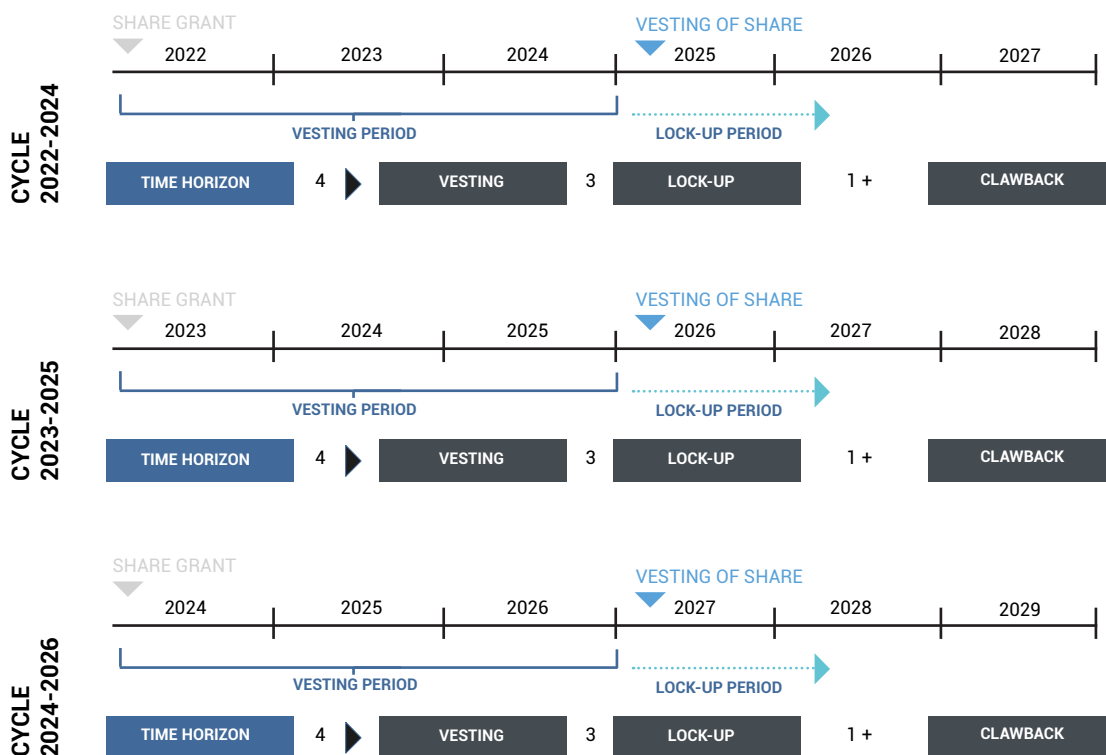 CYCLE
2022-2024
SHARE GRANT
VESTING OF SHARE
2022 2023 2024 2025 2026 2027
VESTING PERIOD LOCK-UP PERIOD
TIME HORIZON 4 VESTING 3 LOCK-UP 1 + CLAWBACK
CYCLE
2023-2025
SHARE GRANT VESTING OF SHARE
2023 2024 2025 2026 2027 2028
VESTING PERIOD LOCK-UP PERIOD
TIME HORIZON 4 VESTING 3 LOCK-UP 1 + CLAWBACK
CYCLE
2024-2026
SHARE GRANT
VESTING OF SHARE
2024 2025 2026 2027 2028 2029
VESTING PERIOD LOCK-UP PERIOD
TIME HORIZON 4 VESTING 3 LOCK-UP 1 + CLAWBACK